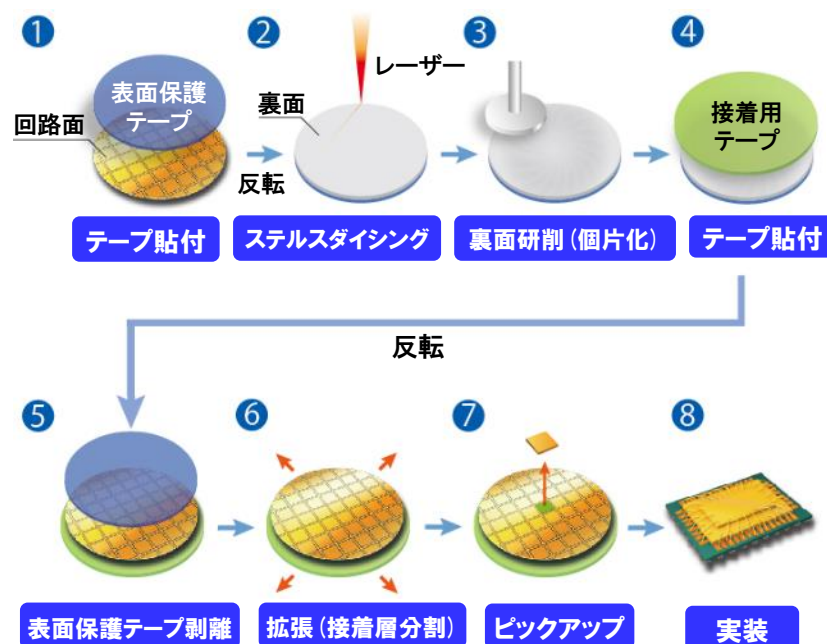 1
2
3
4
レーザー
表面保護
テープ
回路面
裏面
接着用
テープ
反転
テープ貼付
ステルスダイシング
裏面研削(個片化)
テープ貼付
反転
5
6
7
8
表面保護テープ剥離
拡張(接着層分割)
ピックアップ
実装